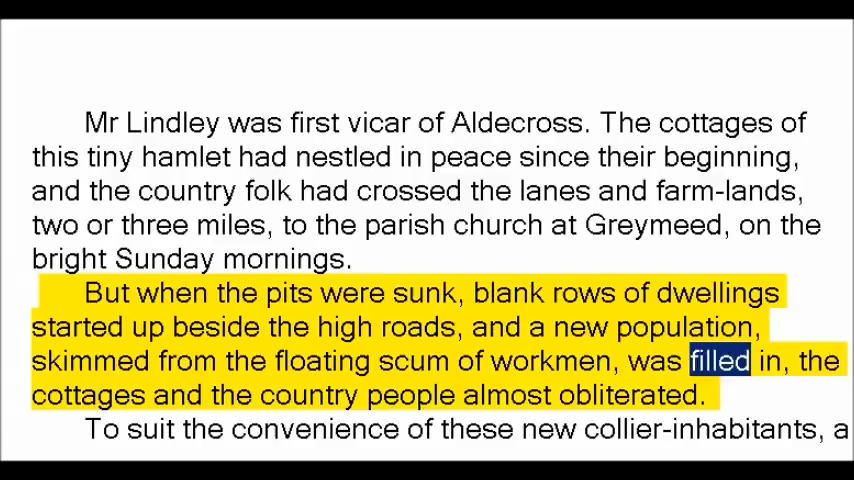 Mr Lindley was first vicar of Aldecross. The cottages of
this tiny hamlet had nestled in peace since their beginning,
and the country folk had crossed the lanes and farm-lands,
two or three miles, to the parish church at Greymeed, on the
bright Sunday mornings.
But when the pits were sunk, blank rows of dwellings
started up beside the high roads, and a new population,
skimmed from the floating scum of workmen, was filled in, the
cottages and the country people almost obliterated.
To suit the convenience of these new collier-inhabitants, a